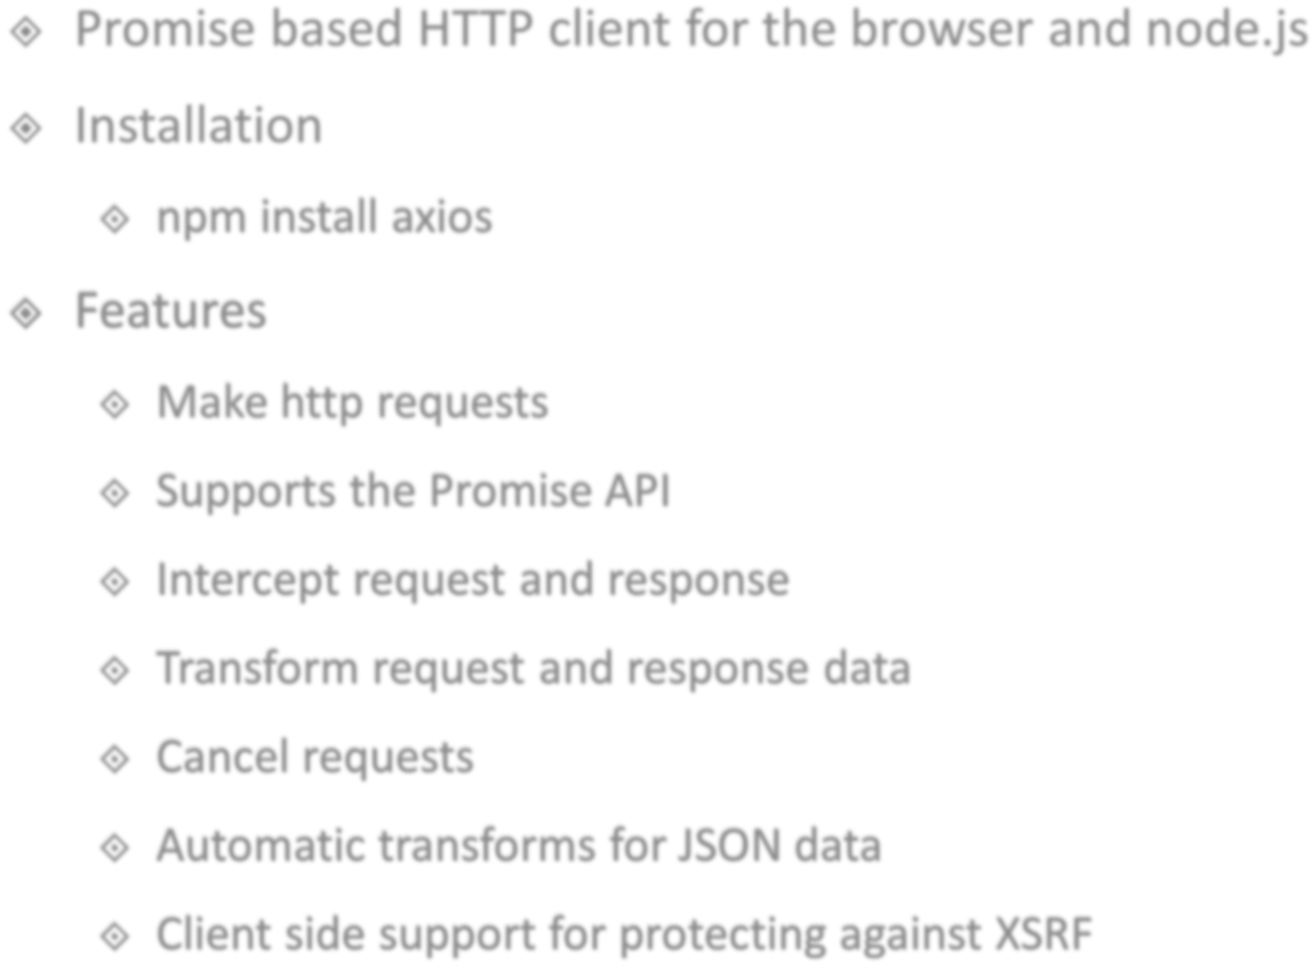 Promise based HTTP client for the browser and node.js
Installation
npm install axios
Features
Make http requests
Supports the Promise API
Intercept request and response
Transform request and response data
Cancel requests
Automatic transforms for JSON data
Client side support for protecting against XSRF